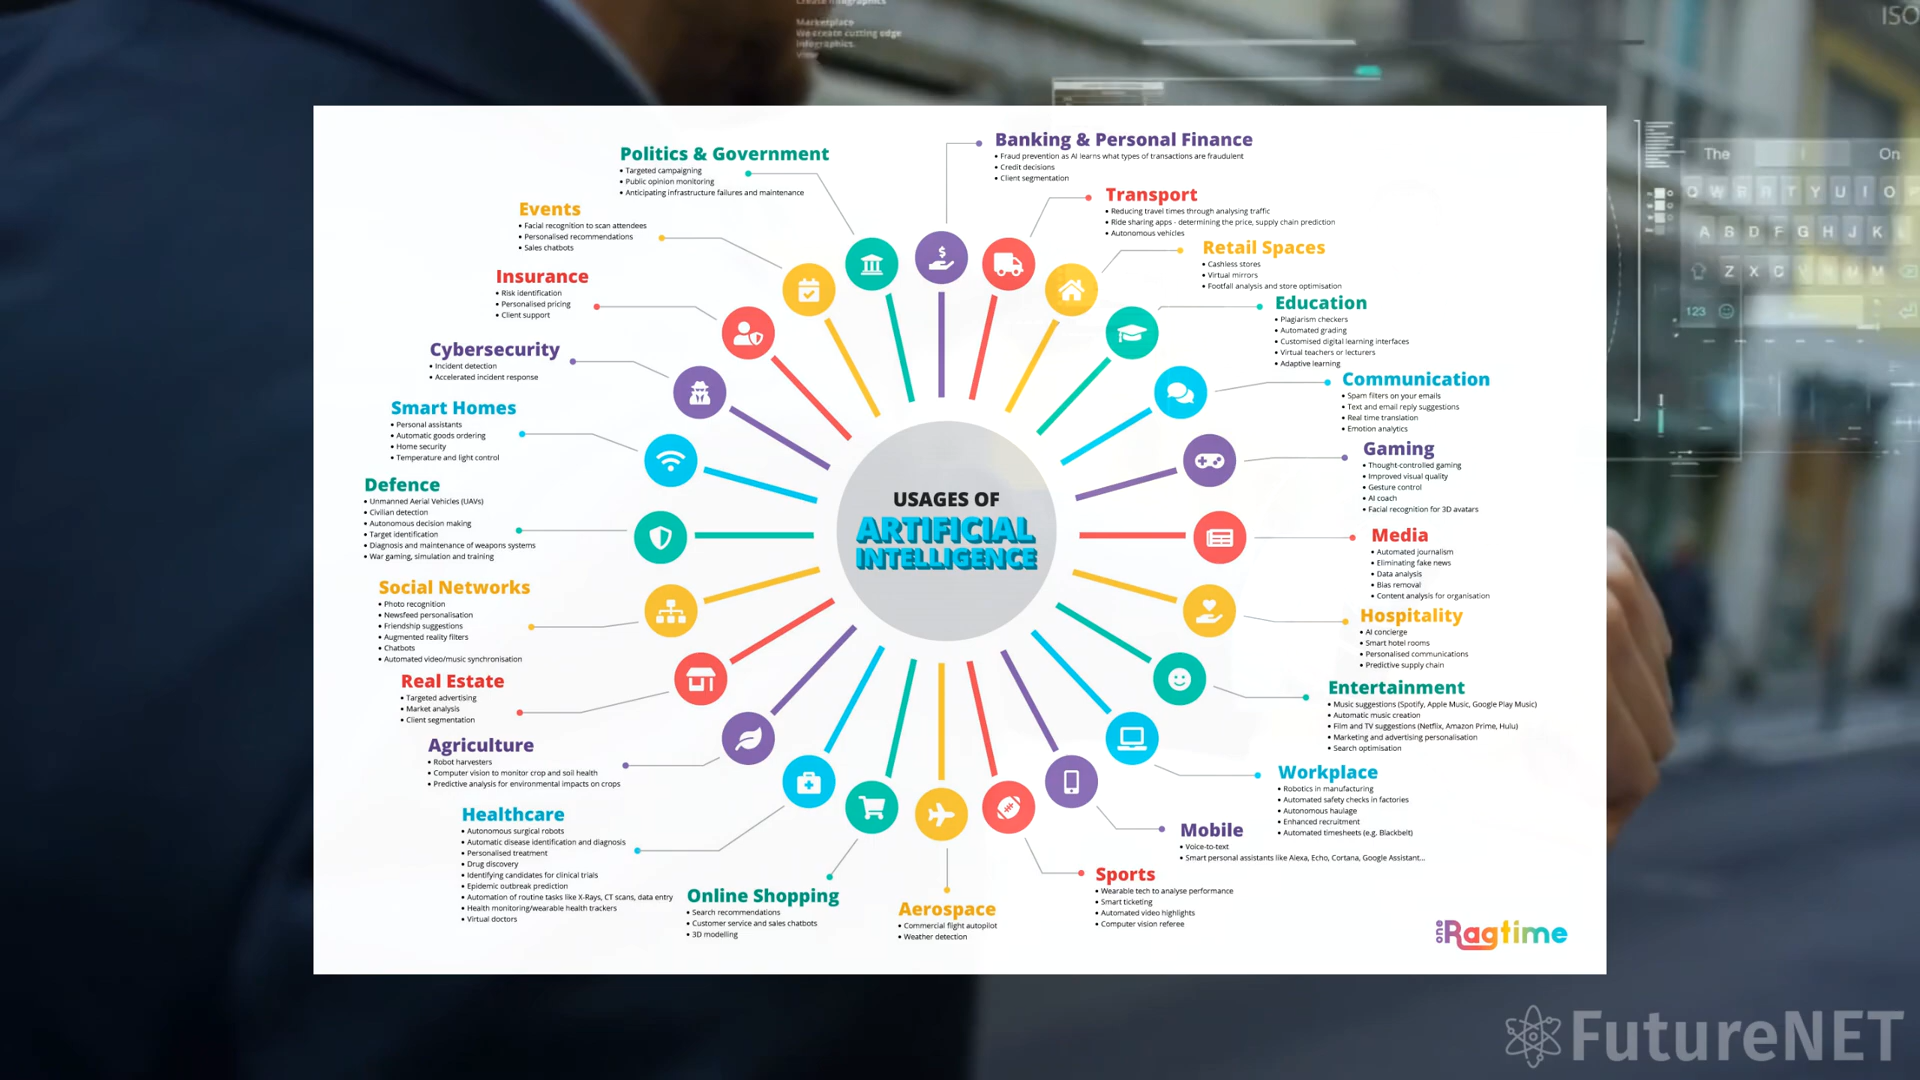 Create infographics
Marketplace
We create cutting edge
infographics.
View
ISO
The
I
On
Q W E R T Y U I O P
A S D F G H J K L
Z X C V B N M
123
USAGES OF
ARTIFICIAL
INTELLIGENCE
Banking & Personal Finance
• Fraud prevention as AI learns what types of transactions are fraudulent
• Credit decisions
• Client segmentation
Transport
• Reducing travel times through analysing traffic
• Ride sharing apps - determining the price, supply chain prediction
• Autonomous vehicles
Retail Spaces
• Cashless stores
• Virtual mirrors
• Footfall analysis and store optimisation
Education
• Plagiarism checkers
• Automated grading
• Customised digital learning interfaces
• Virtual teachers or lecturers
• Adaptive learning
Communication
• Spam filters on your emails
• Text and email reply suggestions
• Real time translation
• Emotion analytics
Gaming
• Thought-controlled gaming
• Improved visual quality
• Gesture control
• AI coach
• Facial recognition for 3D avatars
Media
• Automated journalism
• Eliminating fake news
• Data analysis
• Bias removal
• Content analysis for organisation
Hospitality
• AI concierge
• Smart hotel rooms
• Personalised communications
• Predictive supply chain
Entertainment
• Music suggestions (Spotify, Apple Music, Google Play Music)
• Automatic music creation
• Film and TV suggestions (Netflix, Amazon Prime, Hulu)
• Marketing and advertising personalisation
• Search optimisation
Workplace
• Robotics in manufacturing
• Automated safety checks in factories
• Autonomous haulage
• Enhanced recruitment
• Automated timesheets (e.g. Blackbelt)
Mobile
• Voice-to-text
• Smart personal assistants like Alexa, Echo, Cortana, Google Assistant...
Sports
• Wearable tech to analyse performance
• Smart ticketing
• Automated video highlights
• Computer vision referee
Aerospace
• Commercial flight autopilot
• Weather detection
Online Shopping
• Search recommendations
• Customer service and sales chatbots
• 3D modelling
Healthcare
• Autonomous surgical robots
• Automatic disease identification and diagnosis
• Personalised treatment
• Drug discovery
• Identifying candidates for clinical trials
• Epidemic outbreak prediction
• Automation of routine tasks like X-Rays, CT scans, data entry
• Health monitoring/wearable health trackers
• Virtual doctors
Agriculture
• Robot harvesters
• Computer vision to monitor crop and soil health
• Predictive analysis for environmental impacts on crops
Real Estate
• Targeted advertising
• Market analysis
• Client segmentation
Social Networks
• Photo recognition
• Newsfeed personalisation
• Friendship suggestions
• Augmented reality filters
• Chatbots
• Automated video/music synchronisation
Defence
• Unmanned Aerial Vehicles (UAVs)
• Civilian detection
• Autonomous decision making
• Target identification
• Diagnosis and maintenance of weapons systems
• War gaming, simulation and training
Smart Homes
• Personal assistants
• Automatic goods ordering
• Home security
• Temperature and light control
Cybersecurity
• Incident detection
• Accelerated incident response
Insurance
• Risk identification
• Personalised pricing
• Client support
Events
• Facial recognition to scan attendees
• Personalised recommendations
• Sales chatbots
Politics & Government
• Targeted campaigning
• Public opinion monitoring
• Anticipating infrastructure failures and maintenance
one Ragtime
FutureNET